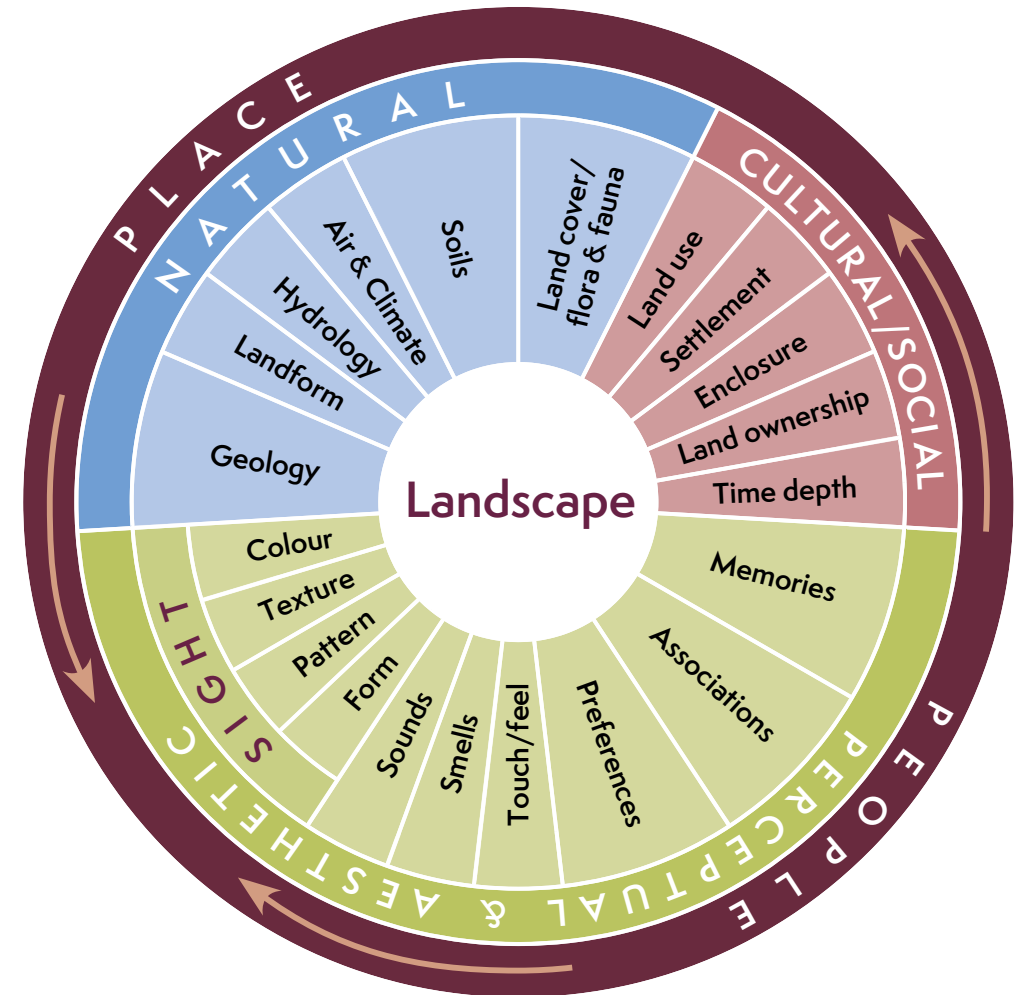 PLACE
NATURAL
Geology
Landform
Hydrology
Air & Climate
Soils
Land cover/
flora & fauna
CULTURAL/SOCIAL
Land use
Settlement
Enclosure
Land ownership
Time depth
Landscape
PEOPLE
PERCEPTUAL & AESTHETIC
Memories
Associations
Preferences
Touch/feel
Smells
Sounds
SIGHT
Form
Pattern
Texture
Colour